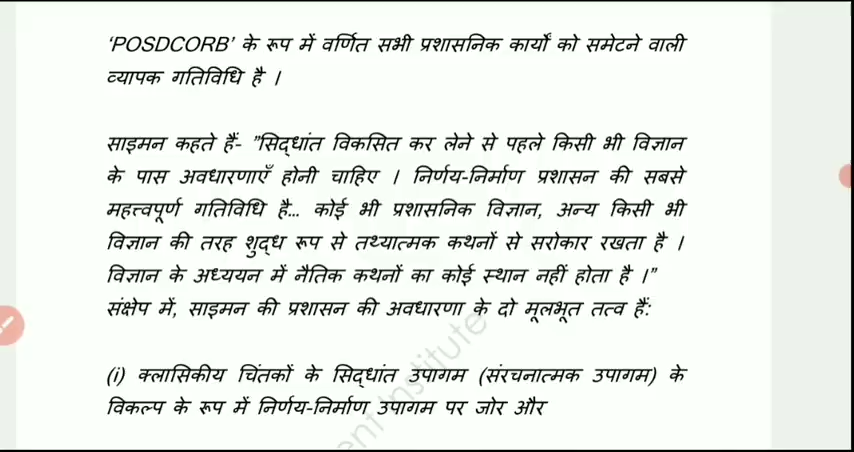 'POSDCORB' के रूप में वर्णित सभी प्रशासनिक कार्यों को समेटने वाली
व्यापक गतिविधि है ।
साइमन कहते हैं- "सिद्धांत विकसित कर लेने से पहले किसी भी विज्ञान
के पास अवधारणाएँ होनी चाहिए । निर्णय-निर्माण प्रशासन की सबसे
महत्त्वपूर्ण गतिविधि है... कोई भी प्रशासनिक विज्ञान, अन्य किसी भी
विज्ञान की तरह शुद्ध रूप से तथ्यात्मक कथनों से सरोकार रखता है ।
विज्ञान के अध्ययन में नैतिक कथनों का कोई स्थान नहीं होता है ।"
संक्षेप में, साइमन की प्रशासन की अवधारणा के दो मूलभूत तत्व हैं:
(i) क्लासिकीय चिंतकों के सिद्धांत उपागम (संरचनात्मक उपागम) के
विकल्प के रूप में निर्णय-निर्माण उपागम पर जोर और
ent Institute